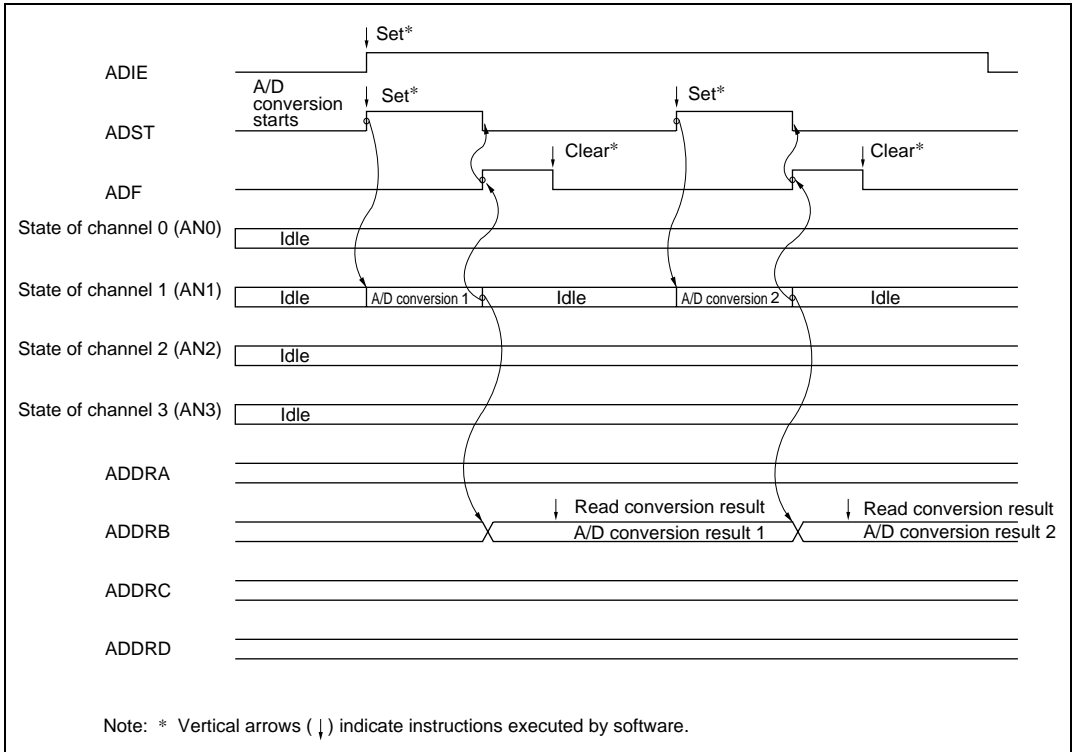 Set*
ADIE
A/D
conversion
starts
Set*
Set*
ADST
Clear*
Clear*
ADF
State of channel 0 (AN0)
Idle
State of channel 1 (AN1)
Idle
A/D conversion 1
Idle
A/D conversion 2
Idle
State of channel 2 (AN2)
Idle
State of channel 3 (AN3)
Idle
ADDRA
Read conversion result
Read conversion result
ADDRB
A/D conversion result 1
A/D conversion result 2
ADDRC
ADDRD
Note: * Vertical arrows (↓) indicate instructions executed by software.